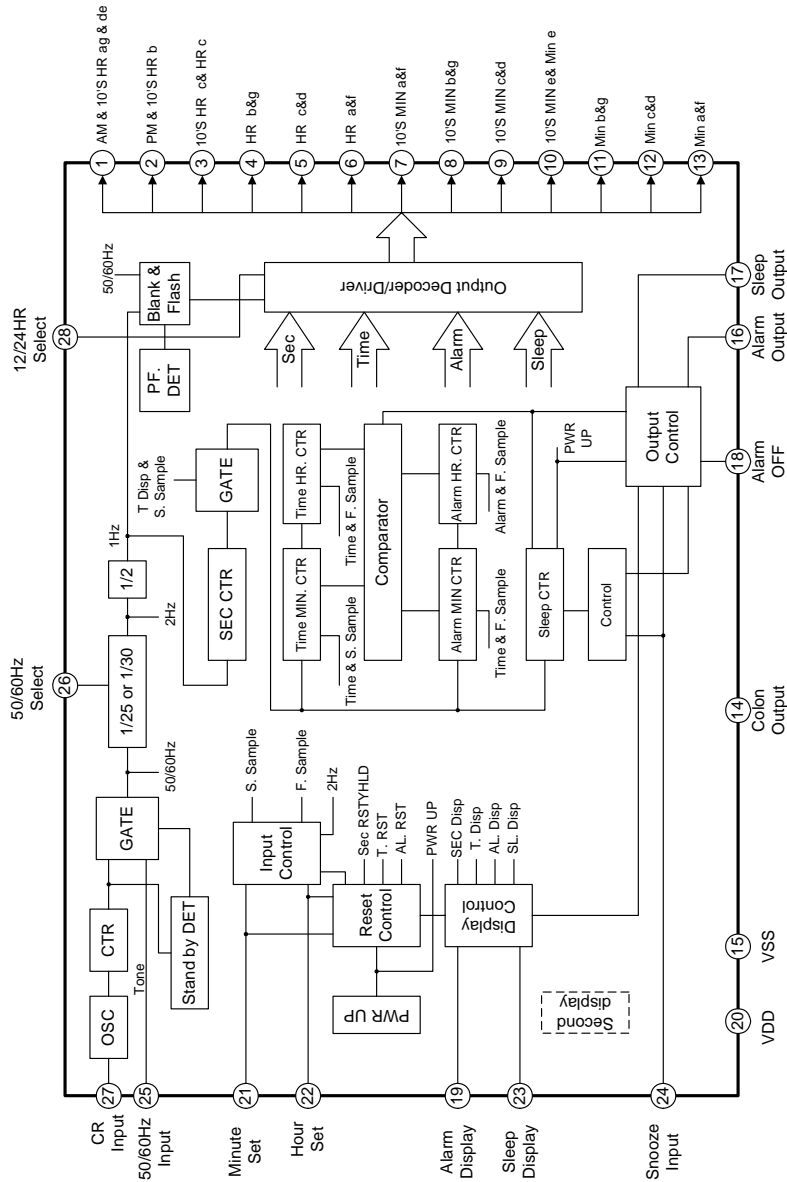 AM & 10'S HR ag & de
PM & 10'S HR b
10'S HR c& HR c
HR b&g
HR c&d
HR a&f
10'S MIN a&f
10'S MIN b&g
10'S MIN c&d
10'S MIN e& Min e
Min b&g
Min c&d
Min a&f
1
2
3
4
5
6
7
8
9
10
11
12
13
12/24HR
Select
28
50/60Hz
Blank &
Flash
PF.
DET
Output Decoder/Driver
Sec
Time
Alarm
Sleep
17
Sleep
Output
16
Alarm
Output
18
Alarm
OFF
Output
Control
PWR
UP
T Disp &
S. Sample
GATE
SEC CTR
1Hz
1/2
2Hz
50/60Hz
Select
26
1/25 or 1/30
50/60Hz
Time HR. CTR
Time & F. Sample
Time MIN. CTR
Time & S. Sample
Comparator
Alarm HR. CTR
Alarm & F. Sample
Alarm MIN CTR
Time & F. Sample
Sleep CTR
Control
14
Colon
Output
GATE
CTR
OSC
Tone
Stand by DET
S. Sample
F. Sample
2Hz
Input
Control
Sec RSTYHLD
T. RST
AL. RST
PWR UP
Reset
Control
PWR UP
SEC Disp
T. Disp
AL. Disp
SL. Disp
Display
Control
Second
display
15
VSS
20
VDD
27
CR
Input
25
50/60Hz
Input
21
Minute
Set
22
Hour
Set
19
Alarm
Display
23
Sleep
Display
24
Snooze
Input